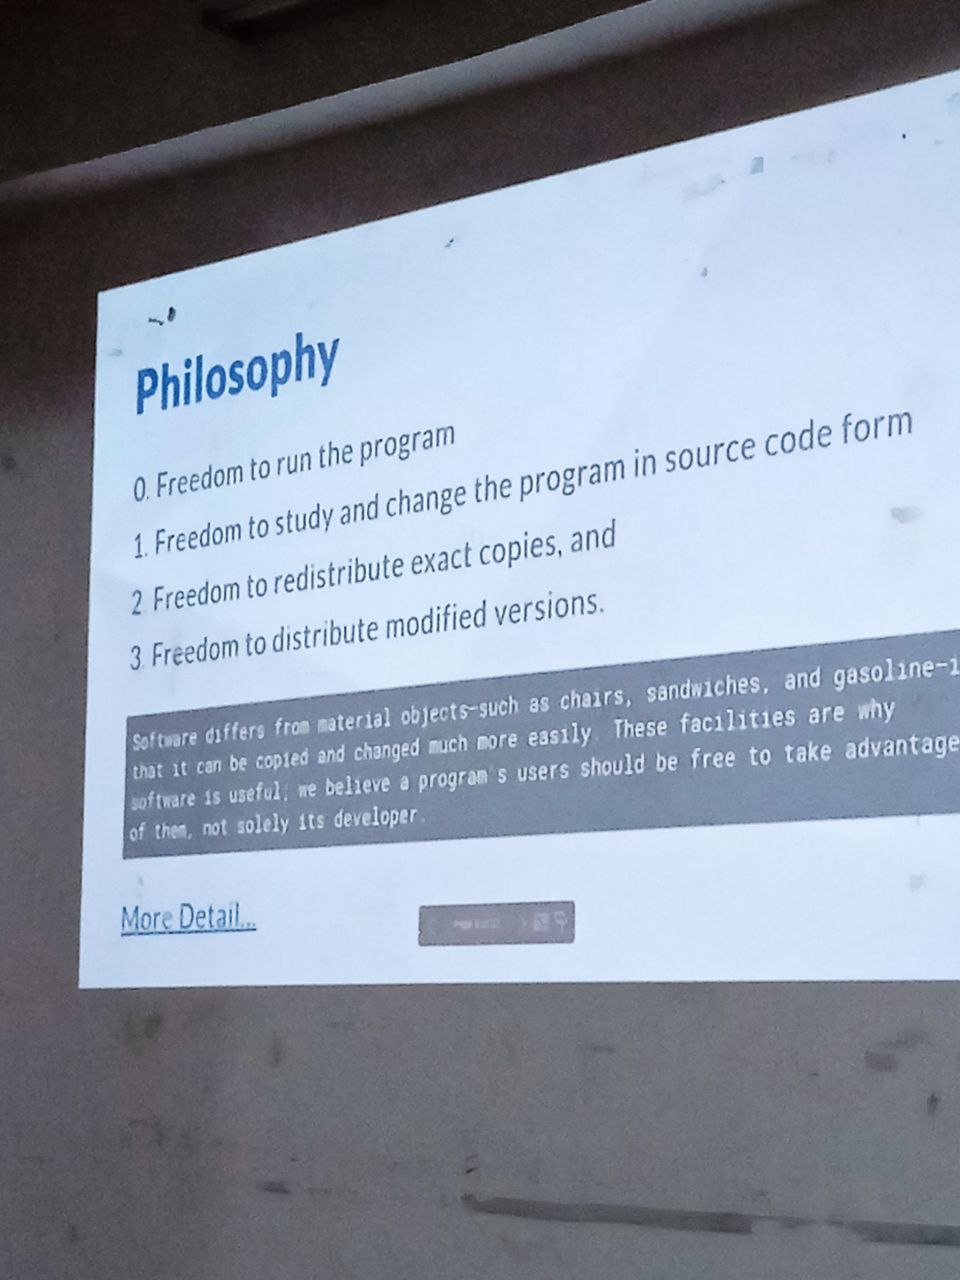 Philosophy
0. Freedom to run the program
1. Freedom to study and change the program in source code form
2. Freedom to redistribute exact copies, and
3. Freedom to distribute modified versions.
Software differs from material objects-such as chairs, sandwiches, and gasoline-i
that it can be copied and changed much more easily. These facilities are why
software is useful; we believe a program's users should be free to take advantage
of them, not solely its developer.
More Detail...